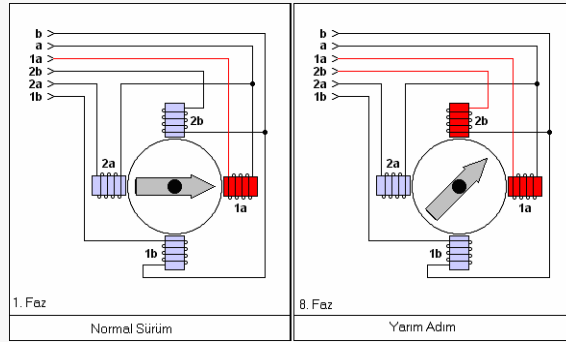 b
a
1a
2b
2a
1b
2b
2a
1a
1b
1. Faz
Normal Sürüm
b
a
1a
2b
2a
1b
2b
2a
1a
1b
8. Faz
Yarım Adım